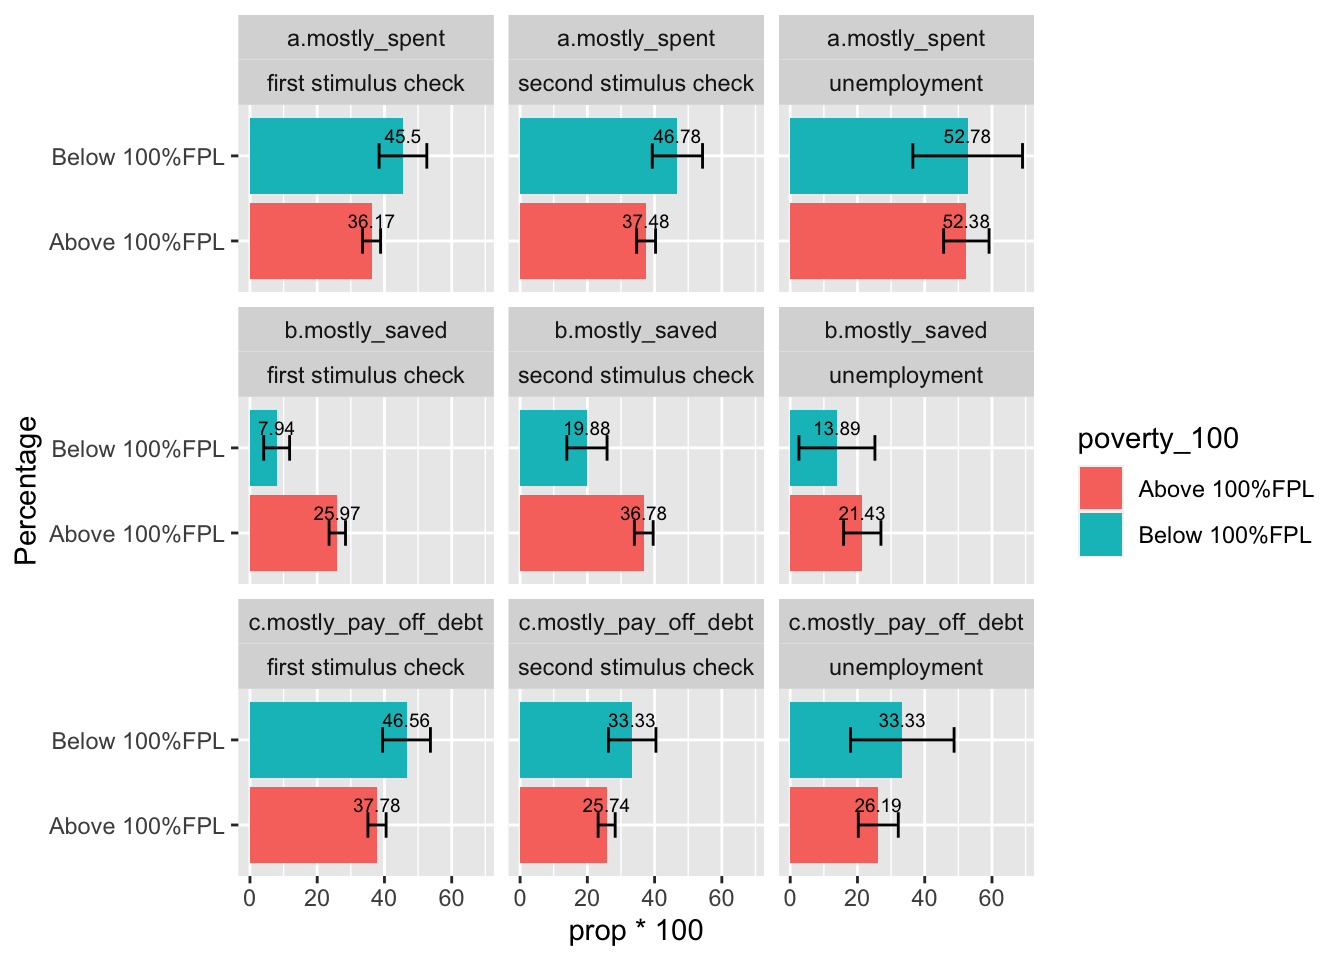 a.mostly_spent
a.mostly_spent
a.mostly_spent
first stimulus check
second stimulus check
unemployment
Below 100%FPL
Above 100%FPL
45.5
36.17
46.78
37.48
52.78
52.38
b.mostly_saved
b.mostly_saved
b.mostly_saved
first stimulus check
second stimulus check
unemployment
Below 100%FPL
Above 100%FPL
7.94
25.97
19.88
36.78
13.89
21.43
c.mostly_pay_off_debt
c.mostly_pay_off_debt
c.mostly_pay_off_debt
first stimulus check
second stimulus check
unemployment
Below 100%FPL
Above 100%FPL
46.56
37.78
33.33
25.74
33.33
26.19
0 20 40 60
0 20 40 60
0 20 40 60
prop * 100
Percentage
poverty_100
Above 100%FPL
Below 100%FPL